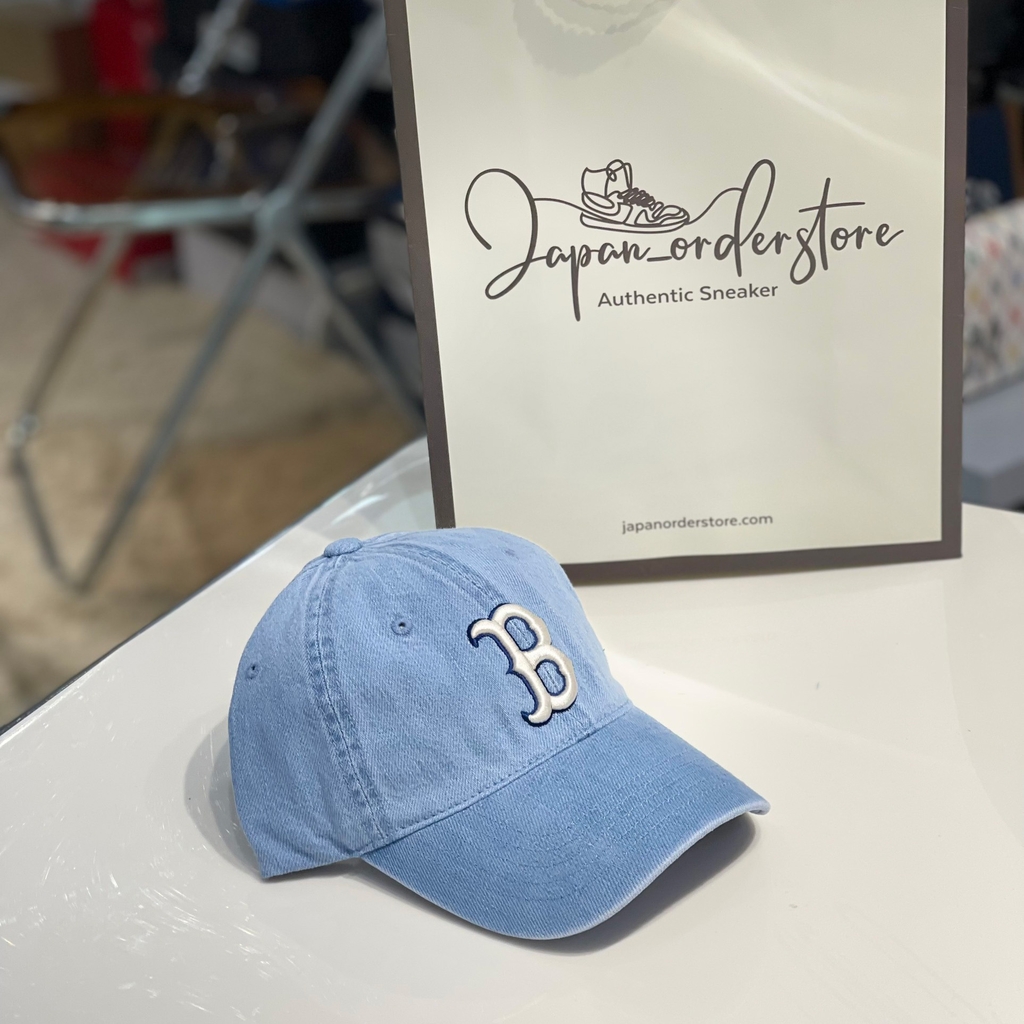 Japan_orderstore
Authentic Sneaker
japanorderstore.com
B